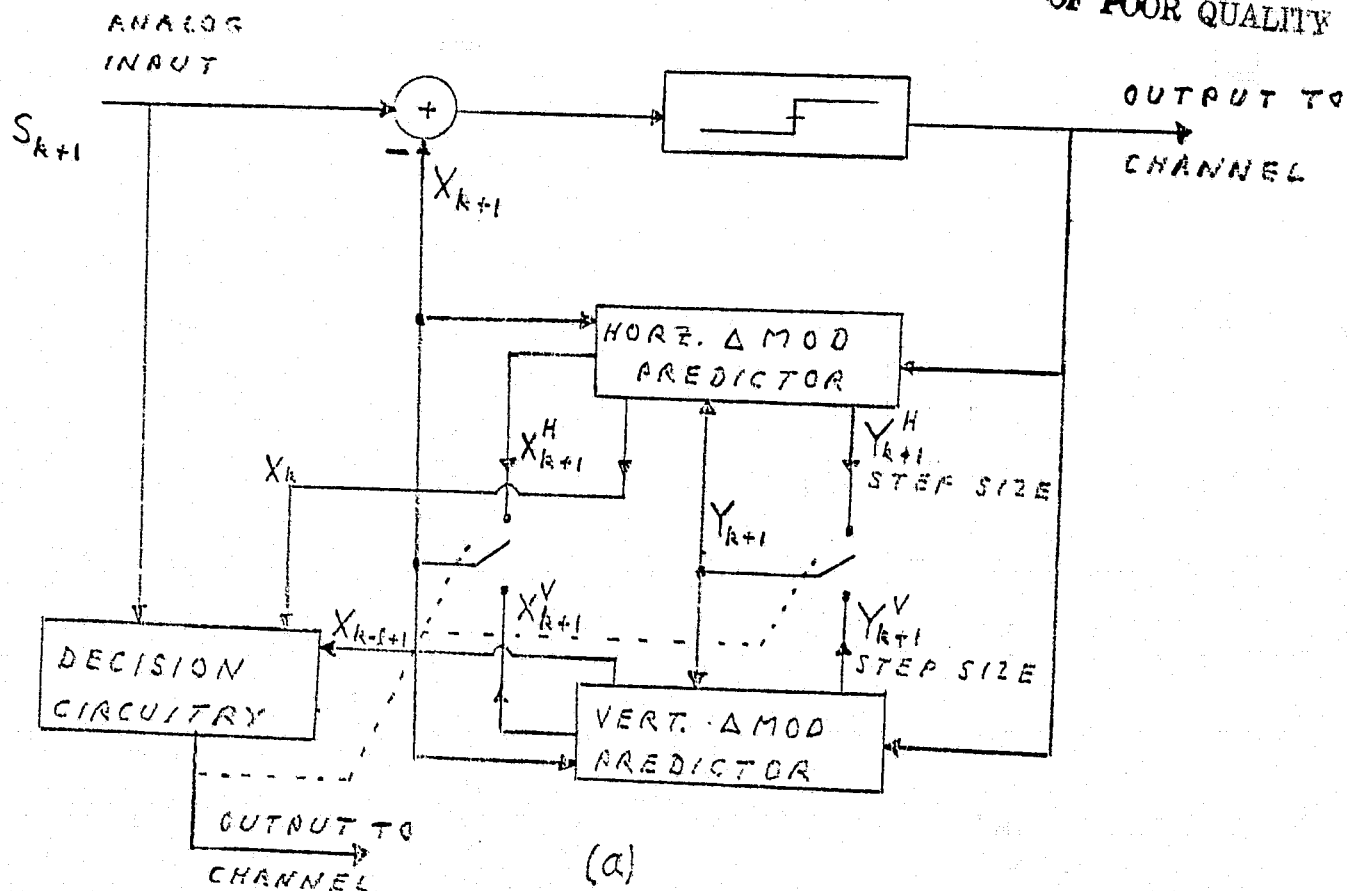 OF POOR QUALITY
ANALOG
INPUT
S_{k+1}
+
−
X_{k+1}
OUTPUT TO
CHANNEL
HORZ. Δ MOD
PREDICTOR
X^H_{k+1}
Y^H_{k+1}
STEP SIZE
X_k
Y_{k+1}
X^V_{k+1}
Y^V_{k+1}
STEP SIZE
X_{k-l+1}
DECISION
CIRCUITRY
VERT. Δ MOD
PREDICTOR
OUTPUT TO
CHANNEL
(a)